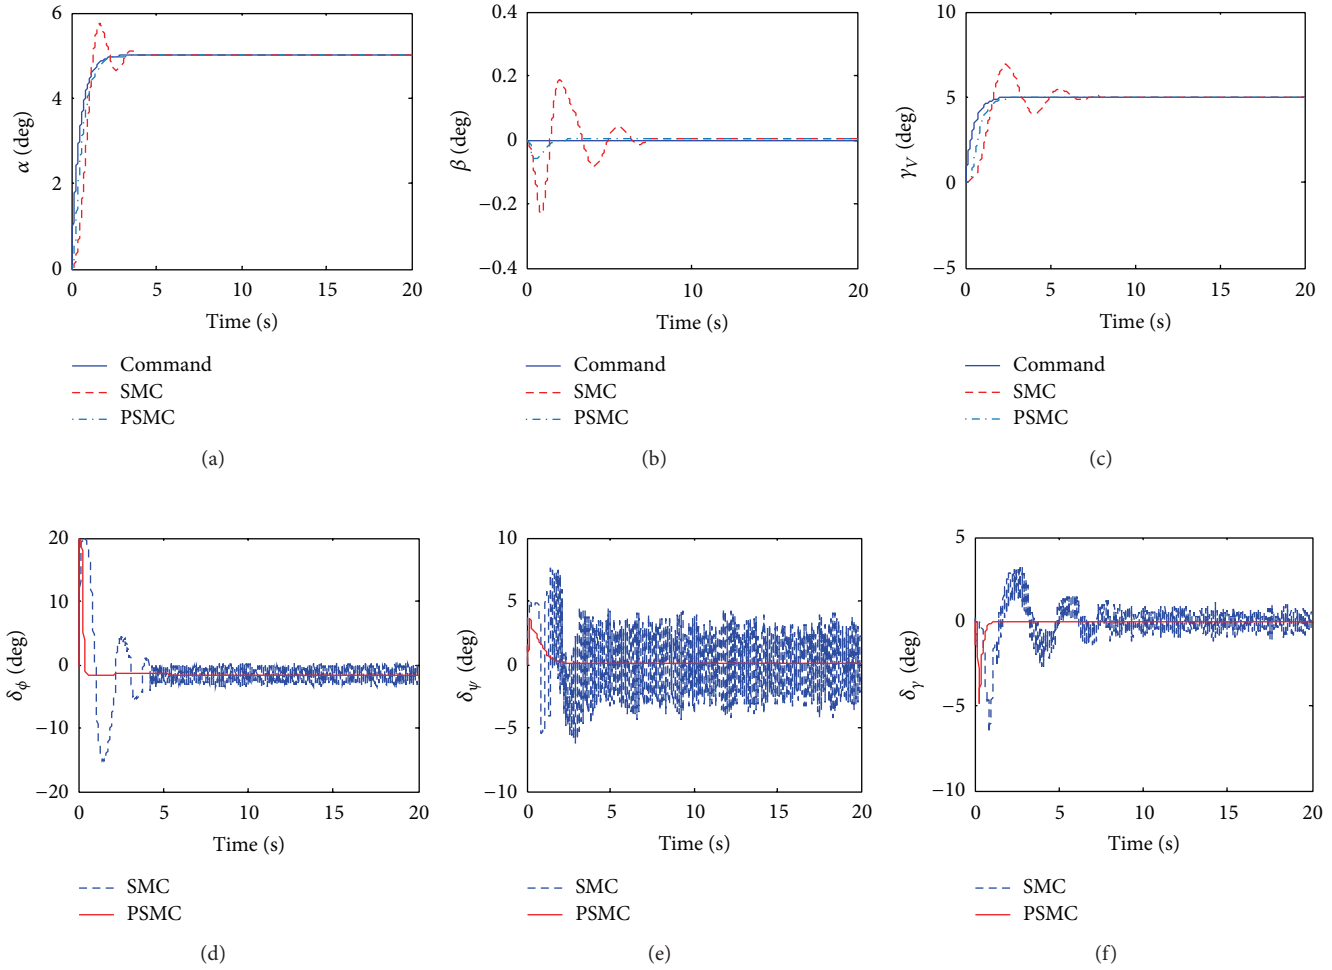 6
4
2
0
α (deg)
0 5 10 15 20
Time (s)
Command
SMC
PSMC
(a)
0.4
0.2
0
−0.2
−0.4
β (deg)
0 5 10 15 20
Time (s)
Command
SMC
PSMC
(b)
10
5
0
−5
γV (deg)
0 5 10 15 20
Time (s)
Command
SMC
PSMC
(c)
20
10
0
−10
−20
δϕ (deg)
0 5 10 15 20
Time (s)
SMC
PSMC
(d)
10
5
0
−5
−10
δψ (deg)
0 5 10 15 20
Time (s)
SMC
PSMC
(e)
5
0
−5
−10
δγ (deg)
0 5 10 15 20
Time (s)
SMC
PSMC
(f)